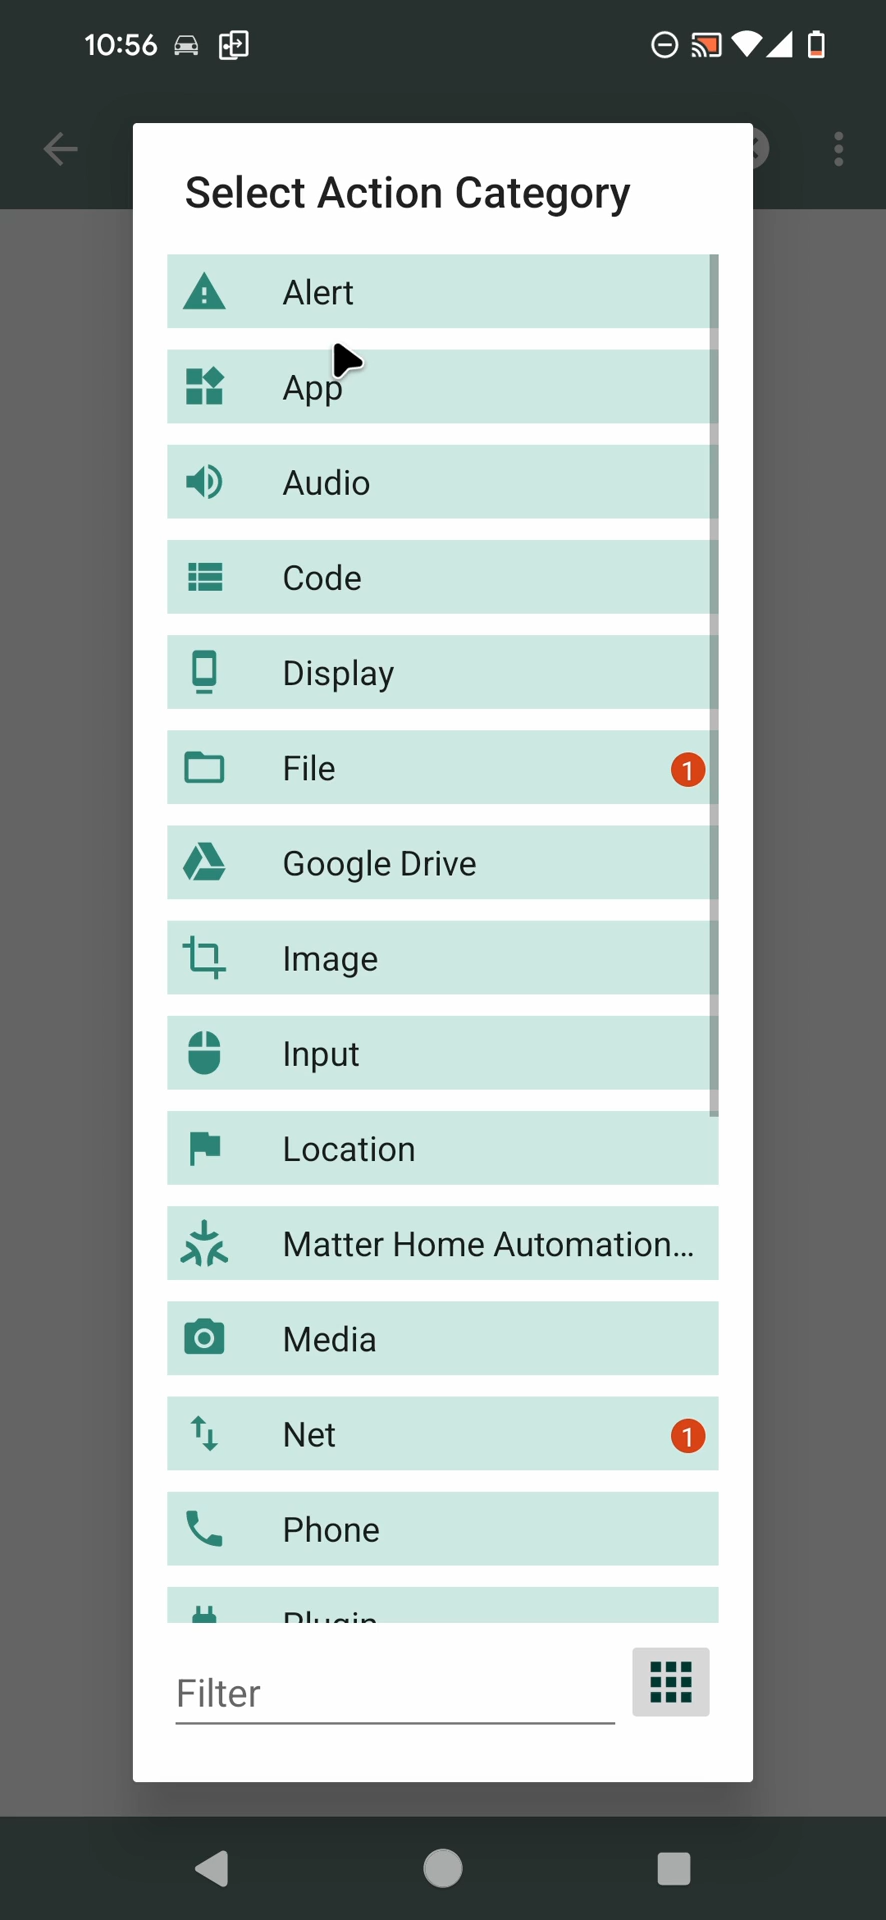 10:56
Select Action Category
Alert
App
Audio
Code
Display
File
1
Google Drive
Image
Input
Location
Matter Home Automation...
Media
Net
1
Phone
Plugin
Filter